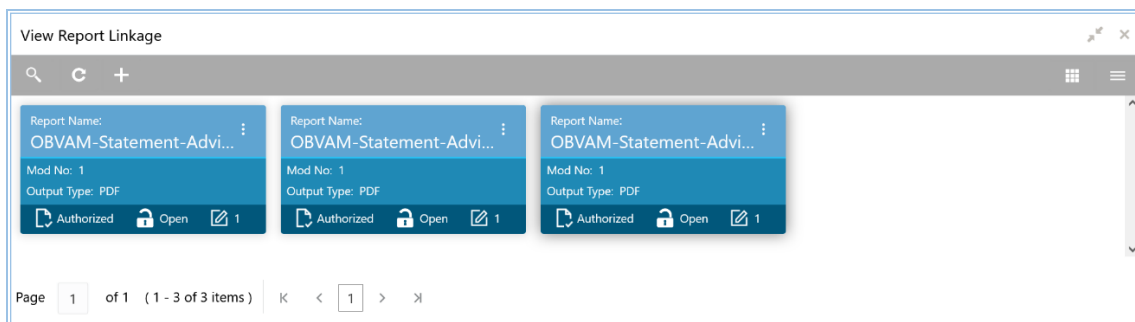 View Report Linkage
Report Name:
OBVAM-Statement-Advi...
Mod No: 1
Output Type: PDF
Authorized Open 1
Report Name:
OBVAM-Statement-Advi...
Mod No: 1
Output Type: PDF
Authorized Open 1
Report Name:
OBVAM-Statement-Advi...
Mod No: 1
Output Type: PDF
Authorized Open 1
Page 1 of 1 ( 1 - 3 of 3 items ) 1